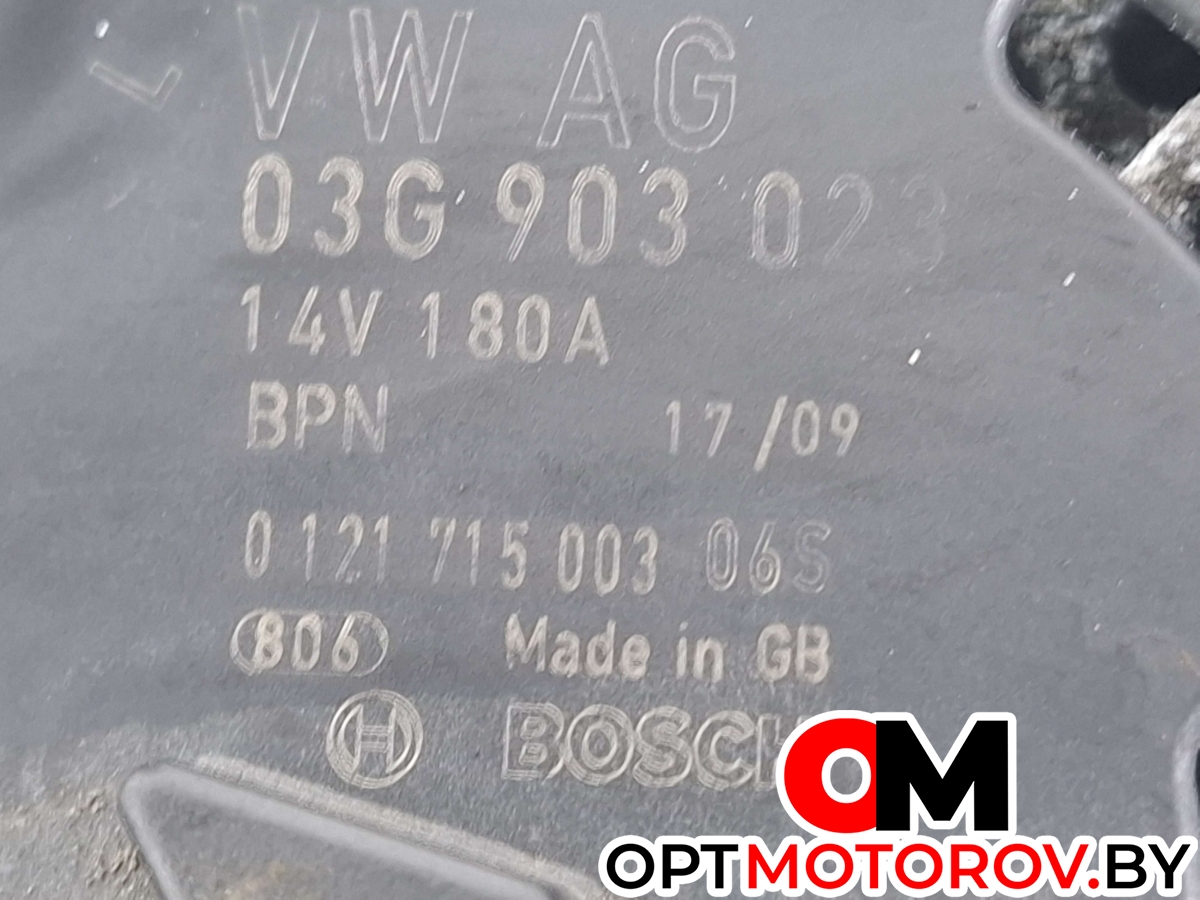 VW AG
03G 903 023
14V 180A
BPN 17/09
0 121 715 003 06S
806 Made in GB
BOSCH
OM
OPTMOTOROV.BY